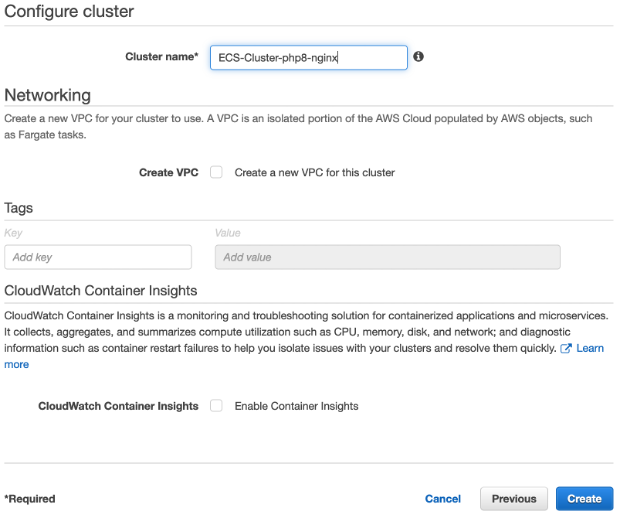 Configure cluster
Cluster name* ECS-Cluster-php8-nginx
Networking
Create a new VPC for your cluster to use. A VPC is an isolated portion of the AWS Cloud populated by AWS objects, such
as Fargate tasks.
Create VPC Create a new VPC for this cluster
Tags
Key Value
Add key Add value
CloudWatch Container Insights
CloudWatch Container Insights is a monitoring and troubleshooting solution for containerized applications and microservices.
It collects, aggregates, and summarizes compute utilization such as CPU, memory, disk, and network; and diagnostic
information such as container restart failures to help you isolate issues with your clusters and resolve them quickly. Learn
more
CloudWatch Container Insights Enable Container Insights
*Required Cancel Previous Create